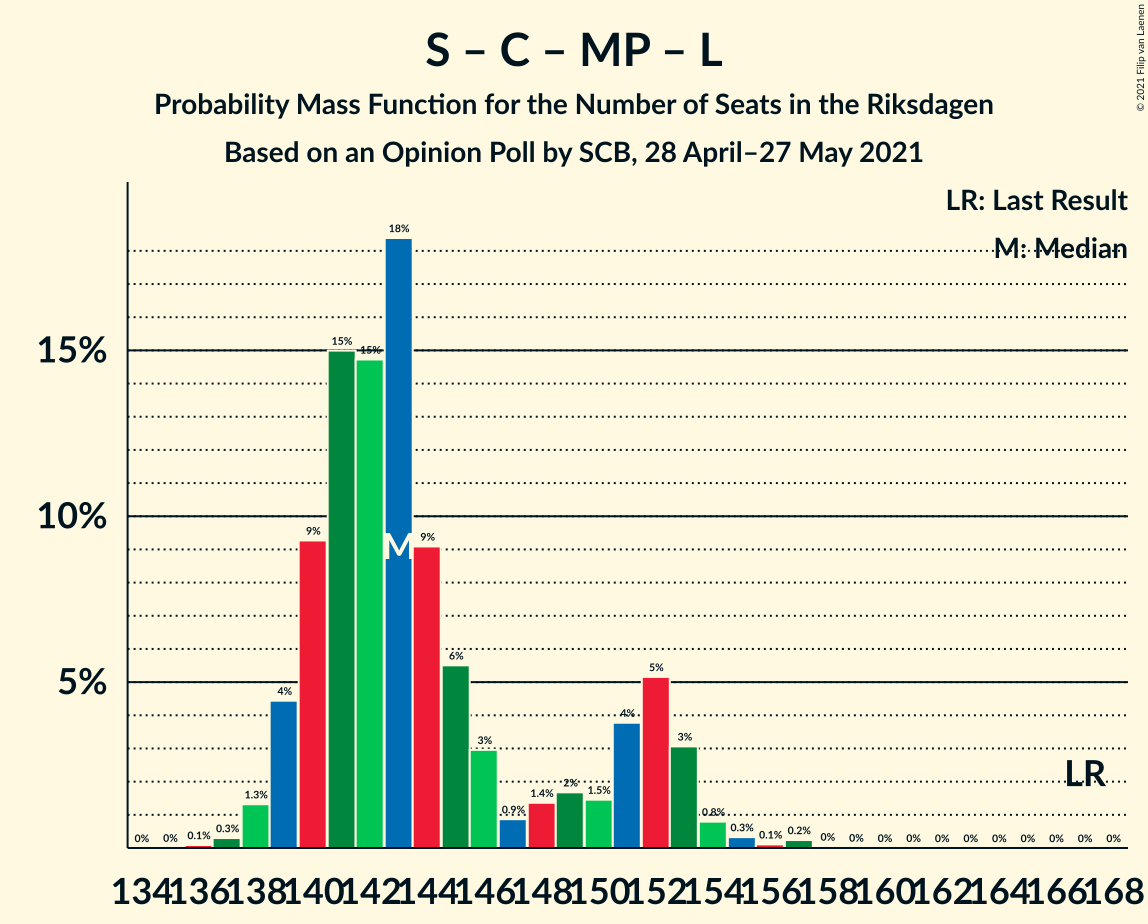 S – C – MP – L
Probability Mass Function for the Number of Seats in the Riksdagen
Based on an Opinion Poll by SCB, 28 April–27 May 2021
© 2021 Filip van Laenen
LR: Last Result
M: Median
15%
10%
5%
0% 0% 0.1% 0.3% 1.3% 4% 9% 15% 15% 18% 9% 6% 3% 0.9% 1.4% 2% 1.5% 4% 5% 3% 0.8% 0.3% 0.1% 0.2% 0% 0% 0% 0% 0% 0% 0% 0% 0% 0% 0%
M
LR
134 136 138 140 142 144 146 148 150 152 154 156 158 160 162 164 166 168